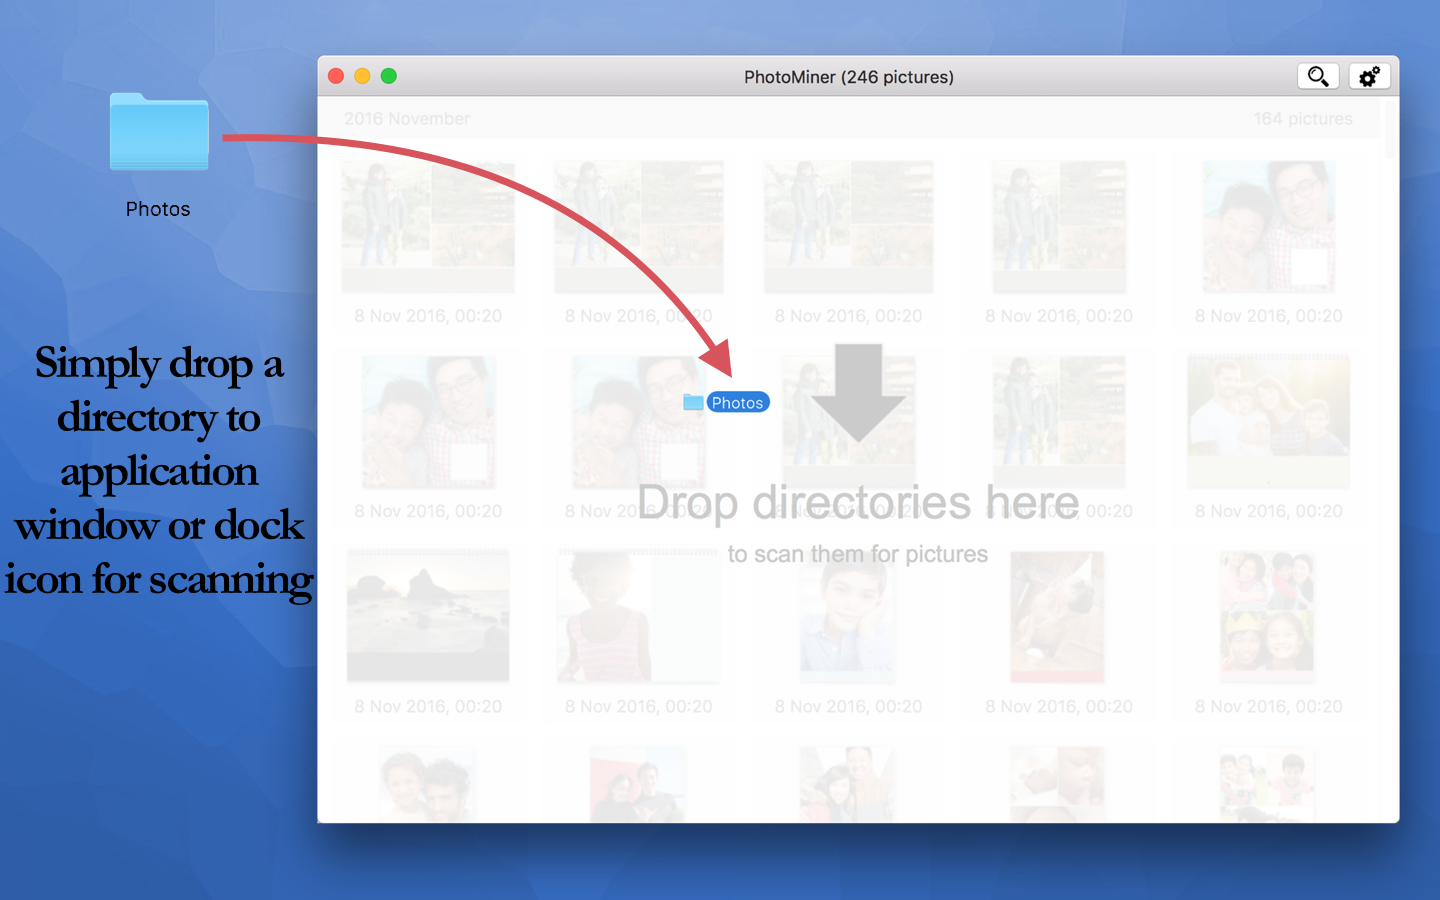 PhotoMiner (246 pictures)
2016 November
164 pictures
Photos
8 Nov 2016, 00:20
8 Nov 2016, 00:20
8 Nov 2016, 00:20
8 Nov 2016, 00:20
8 Nov 2016, 00:20
Simply drop a
directory to
application
window or dock
icon for scanning
Photos
Drop directories here
to scan them for pictures
8 Nov 2016, 00:20
8 Nov 2016, 00:20
8 Nov 2016, 00:20
8 Nov 2016, 00:20
8 Nov 2016, 00:20
8 Nov 2016, 00:20
8 Nov 2016, 00:20
8 Nov 2016, 00:20
8 Nov 2016, 00:20
8 Nov 2016, 00:20